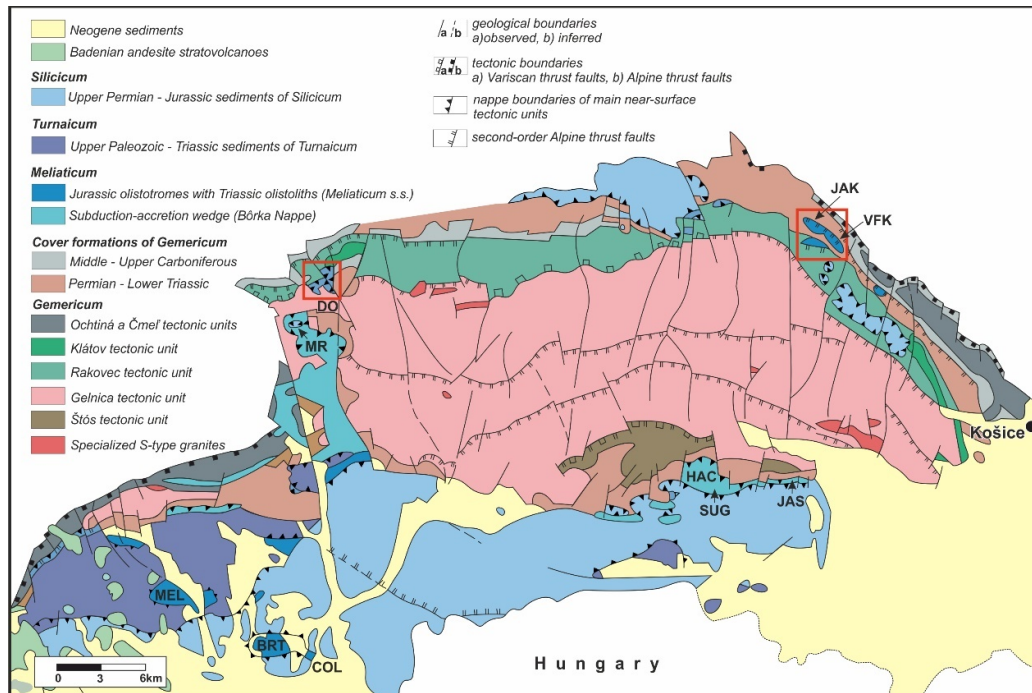 Neogene sediments
Badenian andesite stratovolcanoes
Silicicum
Upper Permian - Jurassic sediments of Silicicum
Turnaicum
Upper Paleozoic - Triassic sediments of Turnaicum
Meliaticum
Jurassic olistotromes with Triassic olistoliths (Meliaticum s.s.)
Subduction-accretion wedge (Bôrka Nappe)
Cover formations of Gemericum
Middle - Upper Carboniferous
Permian - Lower Triassic
Gemericum
Ochtiná a Čmeľ tectonic units
Klátov tectonic unit
Rakovec tectonic unit
Gelnica tectonic unit
Štós tectonic unit
Specialized S-type granites
a b
geological boundaries
a)observed, b) inferred
a b
tectonic boundaries
a) Variscan thrust faults, b) Alpine thrust faults
nappe boundaries of main near-surface
tectonic units
second-order Alpine thrust faults
JAK
VFK
DO
MR
Košice
HAC
SUG
JAS
MEL
BRT
COL
Hungary
0 3 6km